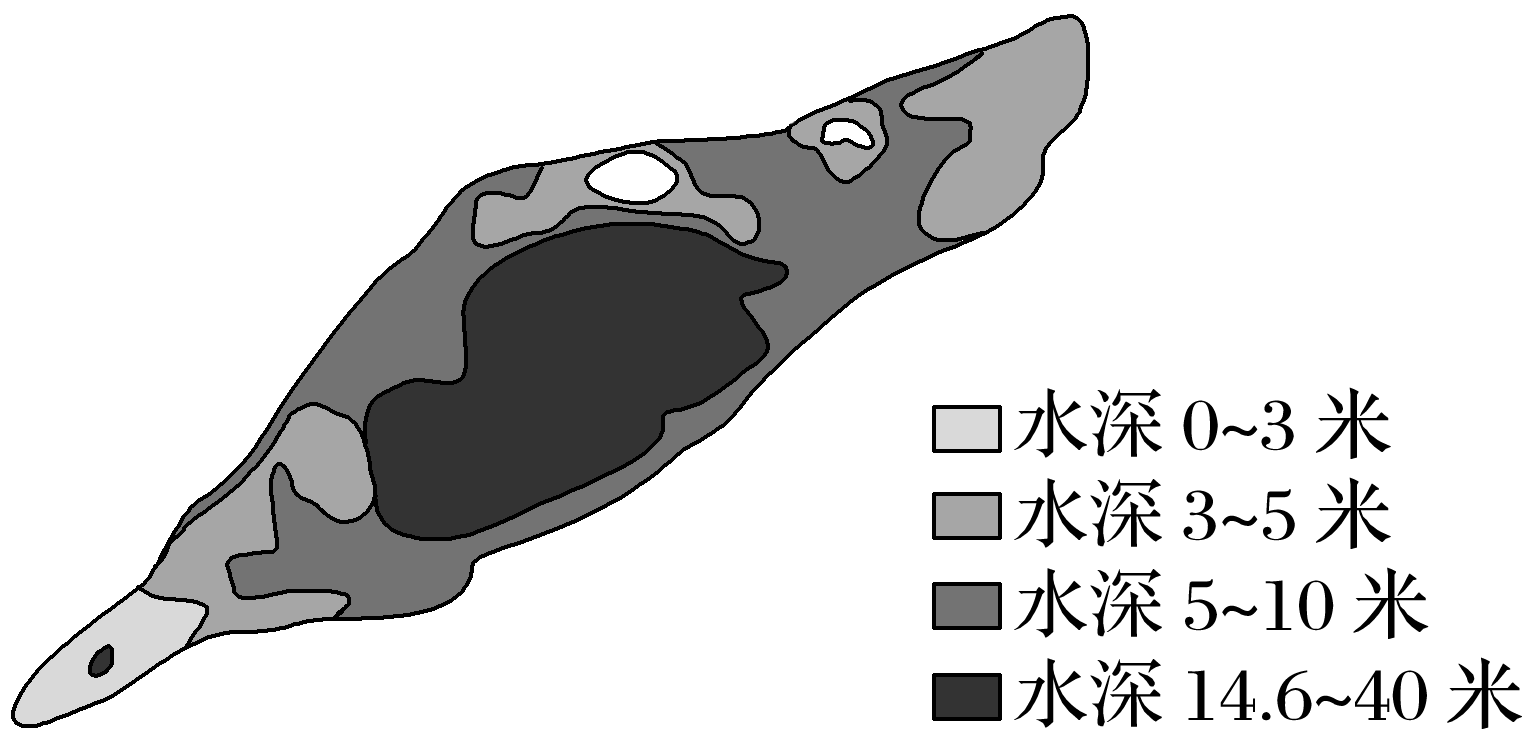 水深 0~3 米
水深 3~5 米
水深 5~10 米
水深 14.6~40 米